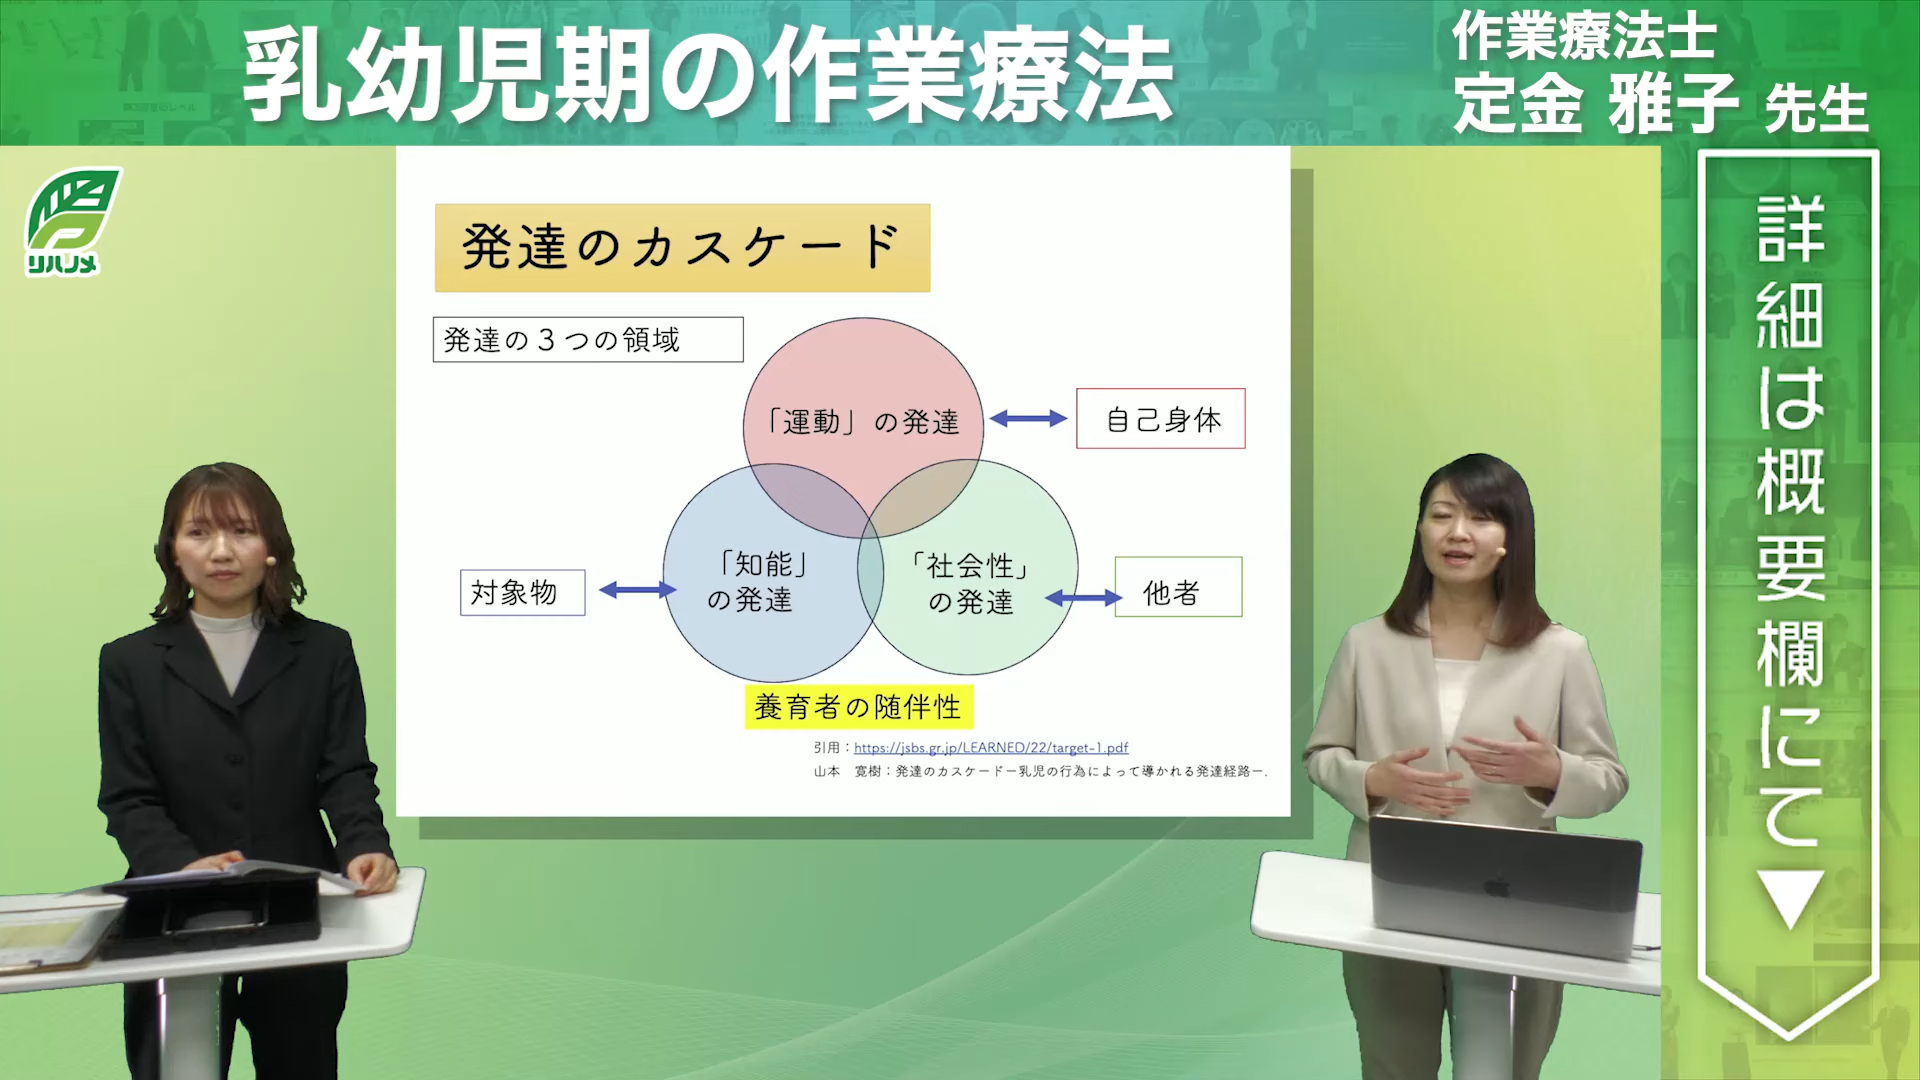 乳幼児期の作業療法
作業療法士
定金 雅子 先生
リハノメ
発達のカスケード
発達の３つの領域
「運動」の発達
自己身体
「知能」
の発達
「社会性」
の発達
対象物
他者
養育者の随伴性
引用：https://jsbs.gr.jp/LEARNED/22/target-1.pdf
山本　寛樹：発達のカスケードー乳児の行為によって導かれる発達経路ー.
詳細は概要欄にて▼